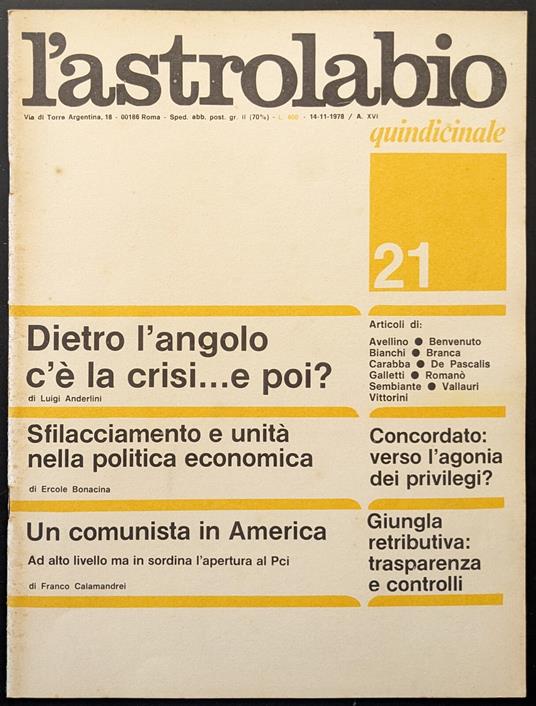 l'astrolabio
Via di Torre Argentina, 18 - 00186 Roma - Sped. abb. post. gr. II (70%) - L. 400 - 14-11-1978 / A. XVI
quindicinale
21
Dietro l'angolo
c'è la crisi...e poi?
di Luigi Anderlini
Articoli di:
Avellino ● Benvenuto
Bianchi ● Branca
Carabba ● De Pascalis
Galletti ● Romanò
Sembiante ● Vallauri
Vittorini
Sfilacciamento e unità
nella politica economica
di Ercole Bonacina
Concordato:
verso l'agonia
dei privilegi?
Un comunista in America
Ad alto livello ma in sordina l'apertura al Pci
di Franco Calamandrei
Giungla
retributiva:
trasparenza
e controlli